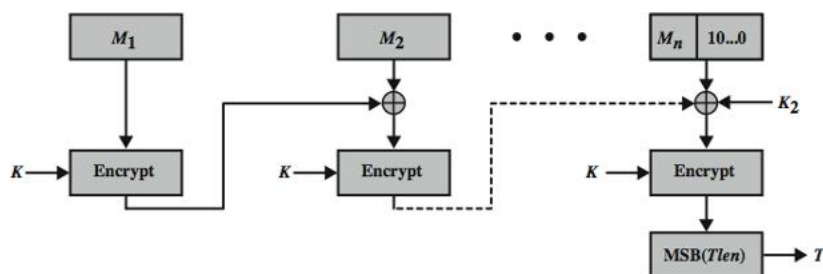 M1
M2
• • •
Mn
10...0
K2
K
Encrypt
K
Encrypt
K
Encrypt
MSB(Tlen)
T